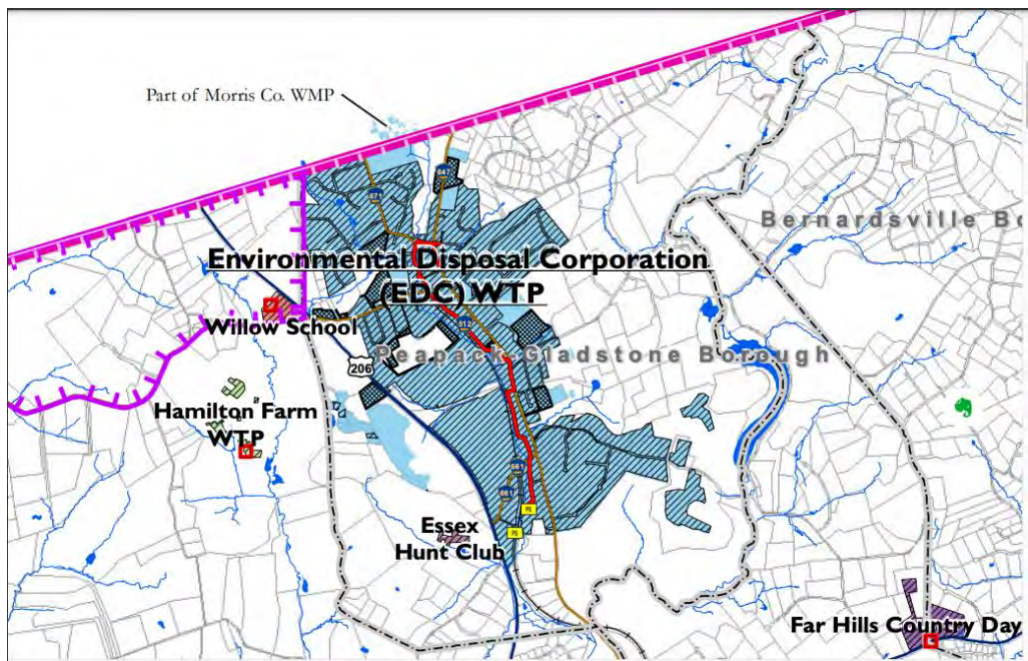 Part of Morris Co. WMP
Bernardsville Bo
Environmental Disposal Corporation
(EDC) WTP
Willow School
512
Peapack-Gladstone Borough
206
Hamilton Farm
WTP
Essex
Hunt Club
Far Hills Country Day